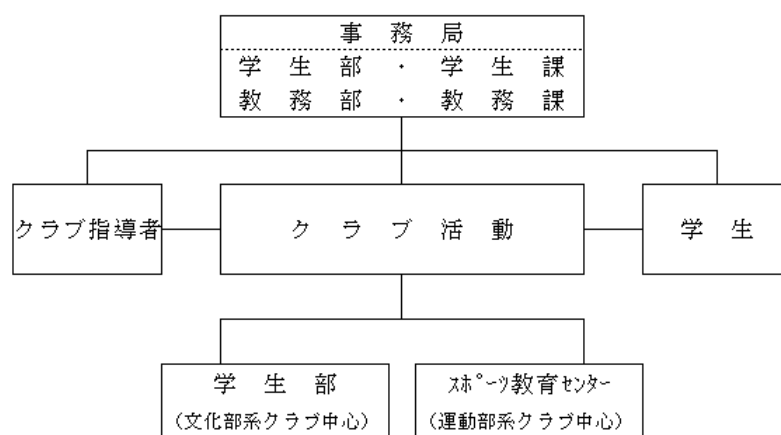 事務局
学生部・学生課
教務部・教務課
クラブ指導者
クラブ活動
学生
学生部
(文化部系クラブ中心)
ｽﾎﾟｰﾂ教育ｾﾝﾀｰ
(運動部系クラブ中心)